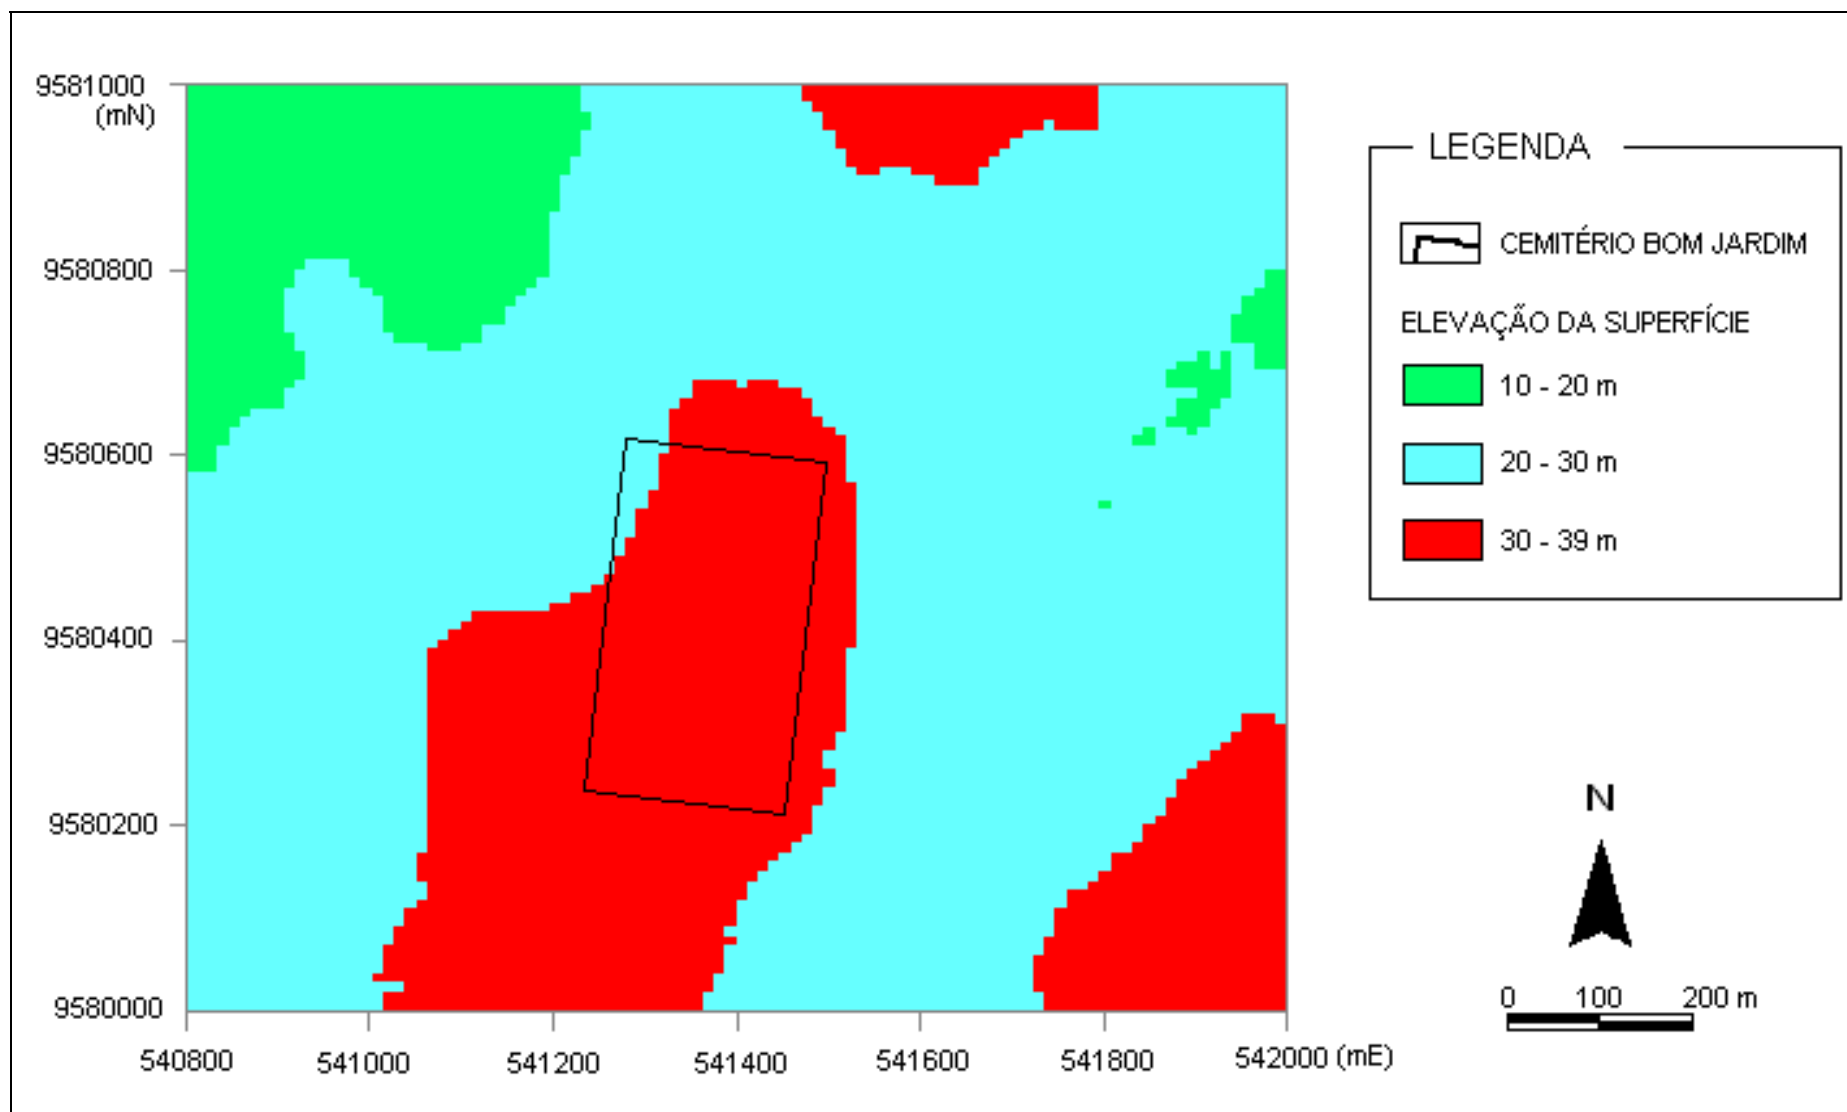 9581000
(mN)
9580800
9580600
9580400
9580200
9580000
540800 541000 541200 541400 541600 541800 542000 (mE)
LEGENDA
CEMITÉRIO BOM JARDIM
ELEVAÇÃO DA SUPERFÍCIE
10 - 20 m
20 - 30 m
30 - 39 m
N
0 100 200 m